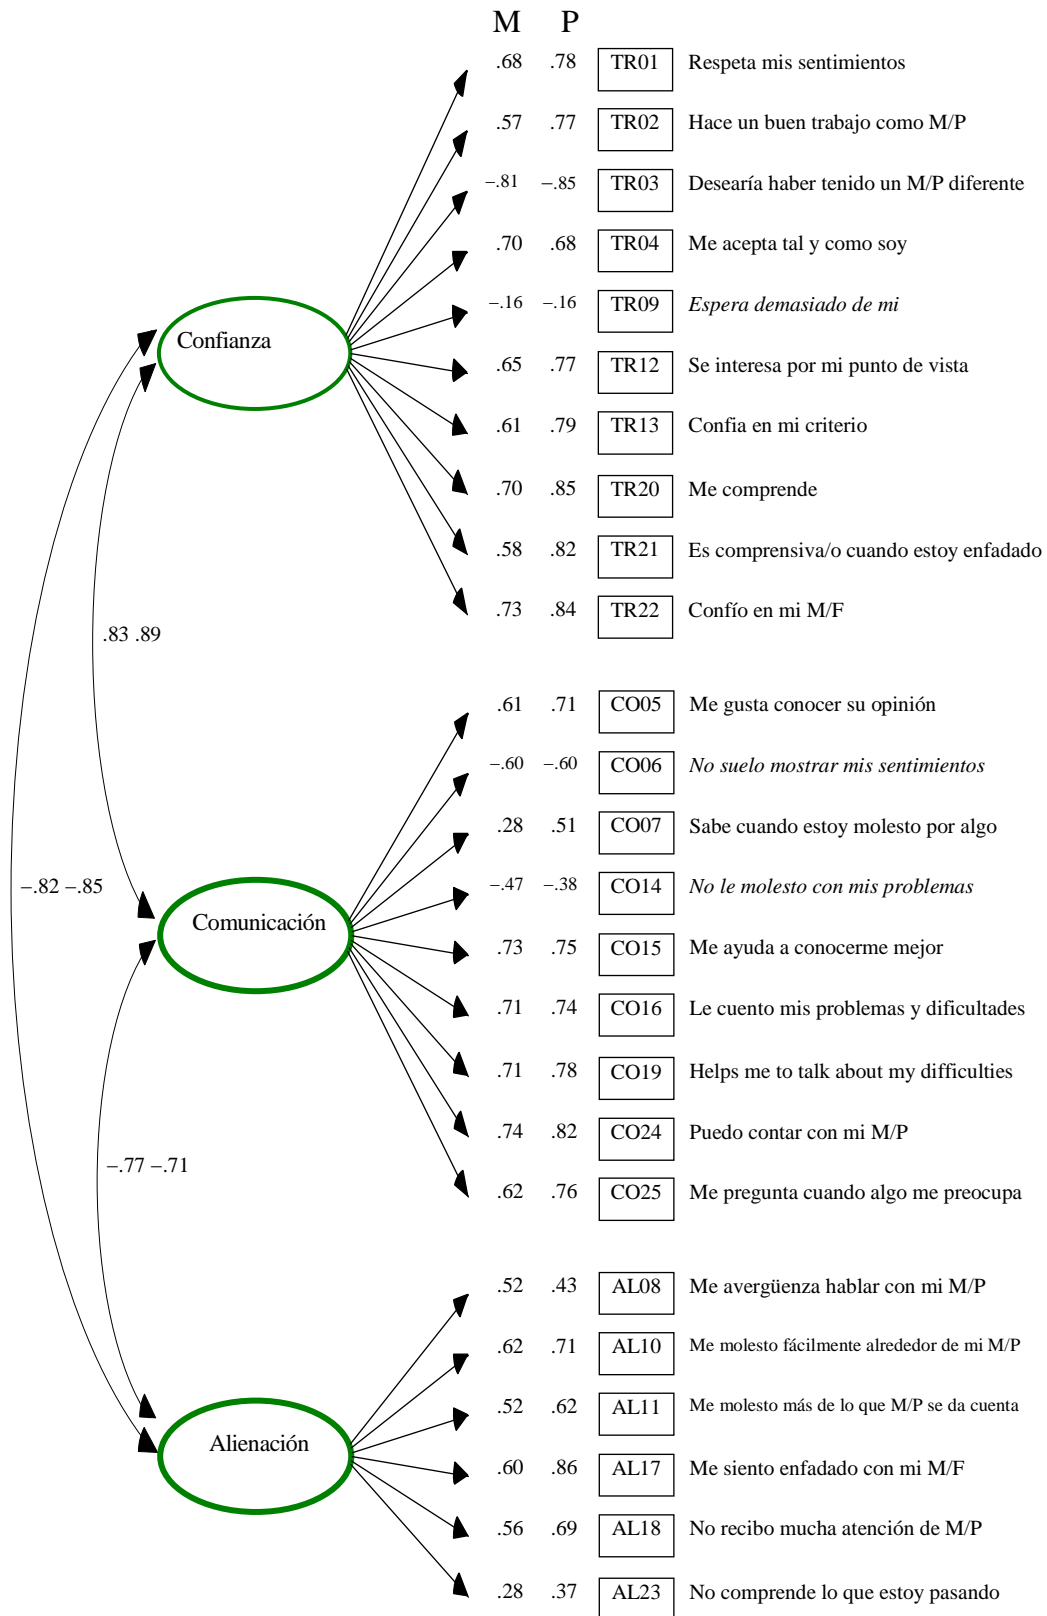 M P
.68 .78 TR01 Respeta mis sentimientos
.57 .77 TR02 Hace un buen trabajo como M/P
−.81 −.85 TR03 Desearía haber tenido un M/P diferente
.70 .68 TR04 Me acepta tal y como soy
−.16 −.16 TR09 Espera demasiado de mi
Confianza
.65 .77 TR12 Se interesa por mi punto de vista
.61 .79 TR13 Confia en mi criterio
.70 .85 TR20 Me comprende
.58 .82 TR21 Es comprensiva/o cuando estoy enfadado
.73 .84 TR22 Confío en mi M/F
.83 .89
.61 .71 CO05 Me gusta conocer su opinión
−.60 −.60 CO06 No suelo mostrar mis sentimientos
.28 .51 CO07 Sabe cuando estoy molesto por algo
−.82 −.85
−.47 −.38 CO14 No le molesto con mis problemas
Comunicación
.73 .75 CO15 Me ayuda a conocerme mejor
.71 .74 CO16 Le cuento mis problemas y dificultades
.71 .78 CO19 Helps me to talk about my difficulties
.74 .82 CO24 Puedo contar con mi M/P
−.77 −.71
.62 .76 CO25 Me pregunta cuando algo me preocupa
.52 .43 AL08 Me avergüenza hablar con mi M/P
.62 .71 AL10 Me molesto fácilmente alrededor de mi M/P
.52 .62 AL11 Me molesto más de lo que M/P se da cuenta
Alienación
.60 .86 AL17 Me siento enfadado con mi M/F
.56 .69 AL18 No recibo mucha atención de M/P
.28 .37 AL23 No comprende lo que estoy pasando